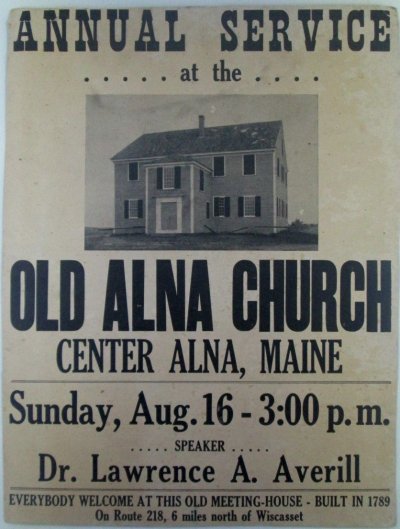 ANNUAL SERVICE
..... at the ....
OLD ALNA CHURCH
CENTER ALNA, MAINE
Sunday, Aug. 16 - 3:00 p. m.
..... SPEAKER .....
Dr. Lawrence A. Averill
EVERYBODY WELCOME AT THIS OLD MEETING-HOUSE - BUILT IN 1789
On Route 218, 6 miles north of Wiscasset